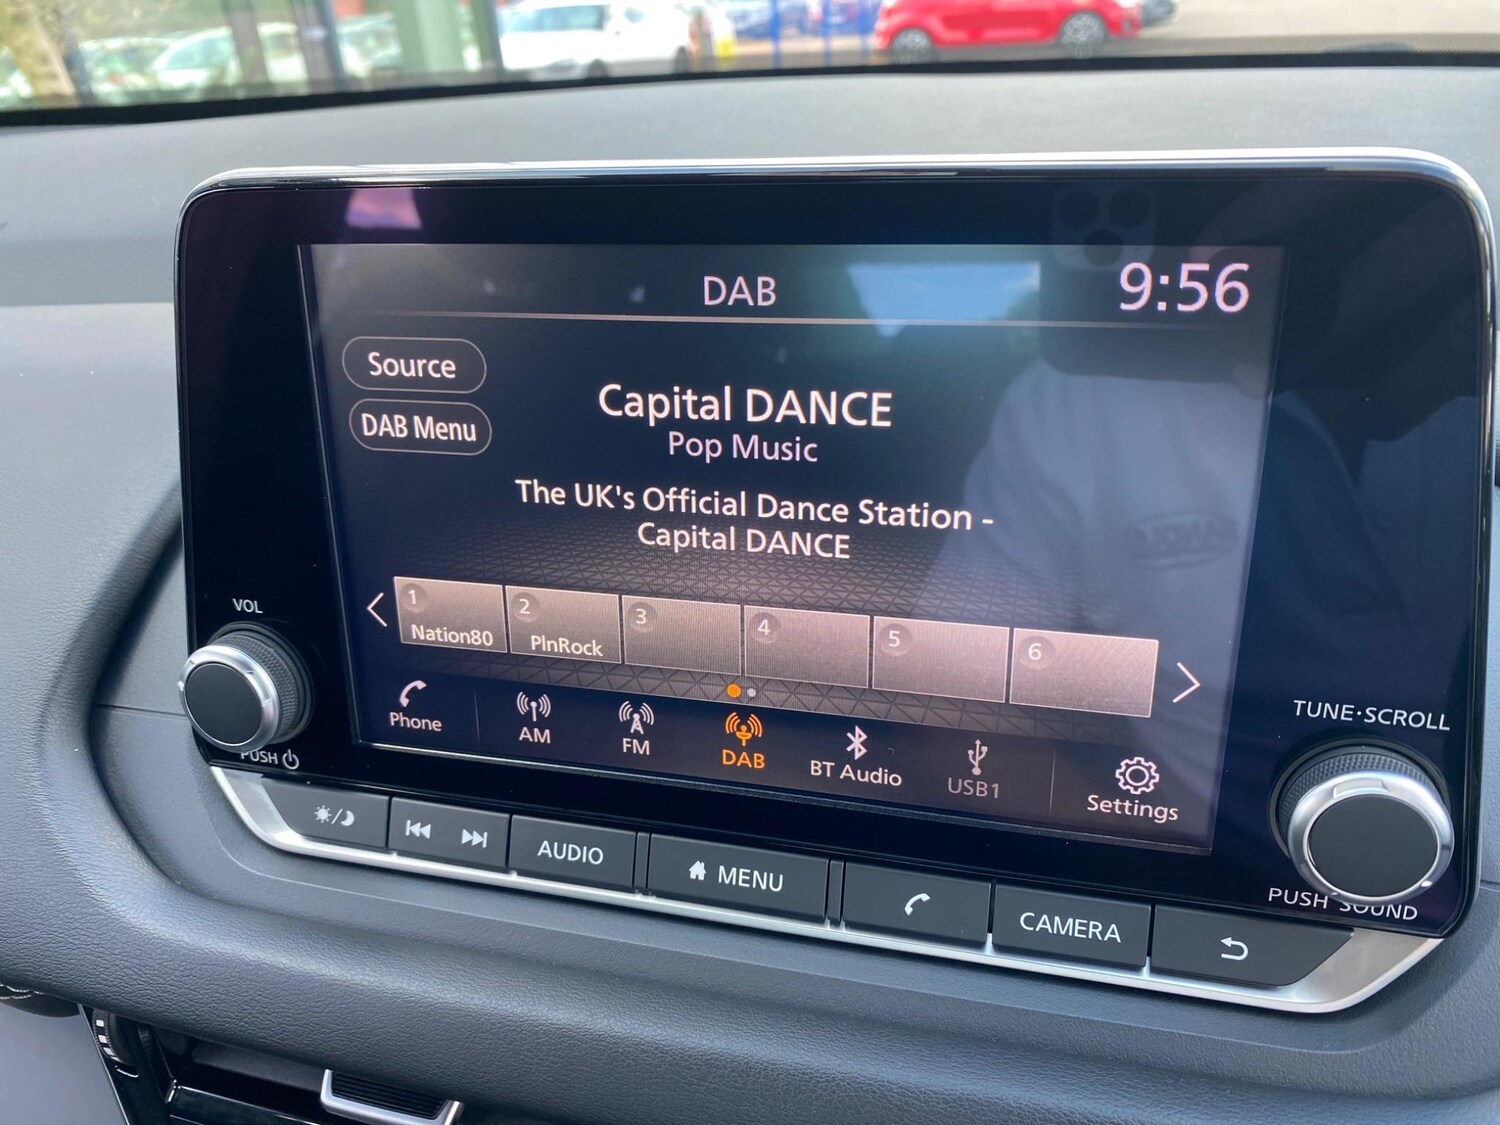 DAB
9:56
Source
DAB Menu
Capital DANCE
Pop Music
The UK's Official Dance Station -
Capital DANCE
1
Nation80
2
PlnRock
3
4
5
6
Phone
AM
FM
DAB
BT Audio
USB1
Settings
VOL
PUSH
TUNE·SCROLL
PUSH SOUND
AUDIO
MENU
CAMERA